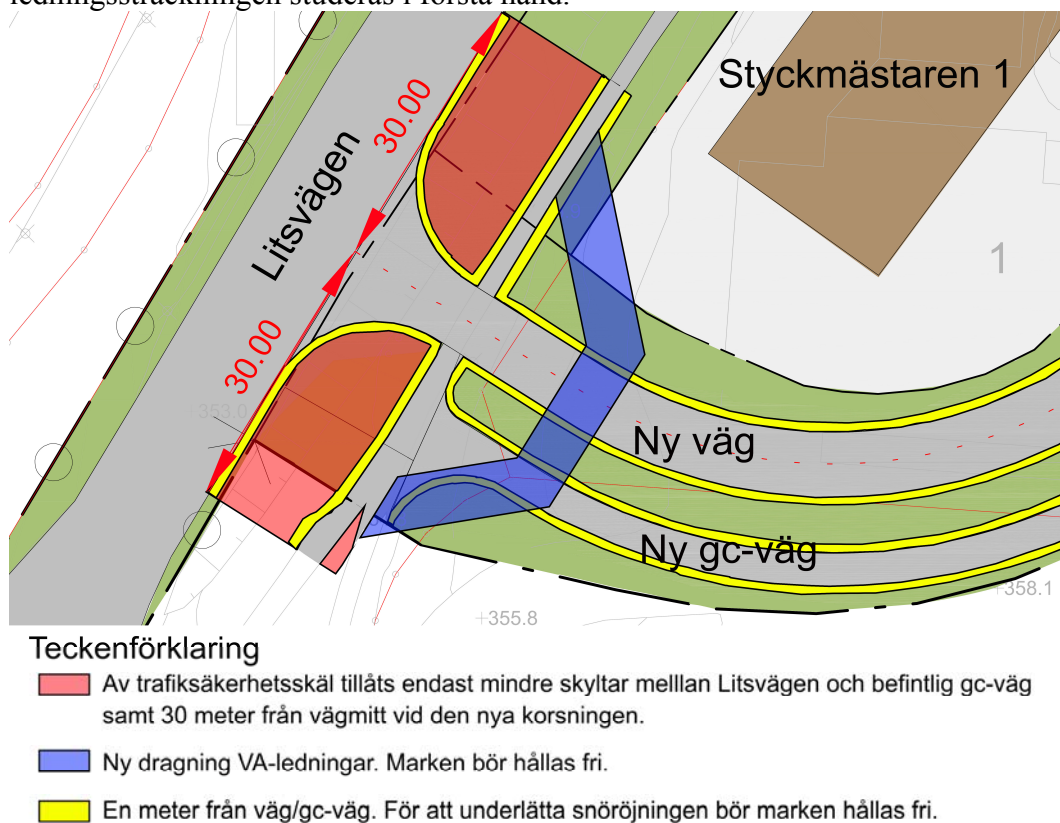 ledningssträckningen studeras i första hand.
Styckmästaren 1
30.00
Litsvägen
1
30.00
+353.0
Ny väg
Ny gc-väg
+358.1
+355.8
Teckenförklaring
Av trafiksäkerhetsskäl tillåts endast mindre skyltar melllan Litsvägen och befintlig gc-väg
samt 30 meter från vägmitt vid den nya korsningen.
Ny dragning VA-ledningar. Marken bör hållas fri.
En meter från väg/gc-väg. För att underlätta snöröjningen bör marken hållas fri.